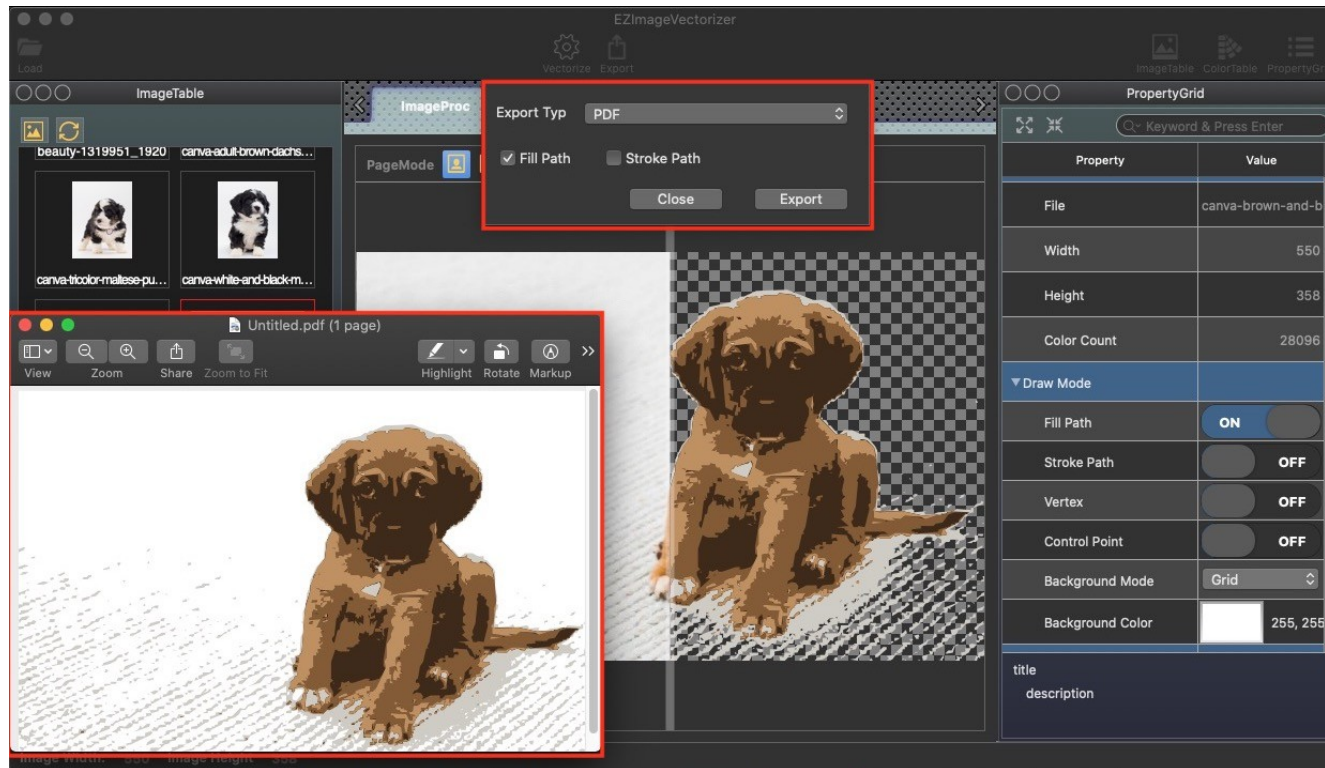 EZImageVectorizer
Load
Vectorize Export
ImageTable ColorTable PropertyGr
ImageTable
beauty-1319951_1920 canva-adult-brown-dachs...
canva-tricolor-maltese-pu... canva-white-and-black-m...
ImageProc
PageMode
Export Typ PDF
Fill Path Stroke Path
Close Export
Untitled.pdf (1 page)
View Zoom Share Zoom to Fit Highlight Rotate Markup
PropertyGrid
Keyword & Press Enter
Property Value
File canva-brown-and-b
Width 550
Height 358
Color Count 28096
Draw Mode
Fill Path ON
Stroke Path OFF
Vertex OFF
Control Point OFF
Background Mode Grid
Background Color 255, 255
title
description
Image Width: 550 Image Height 358